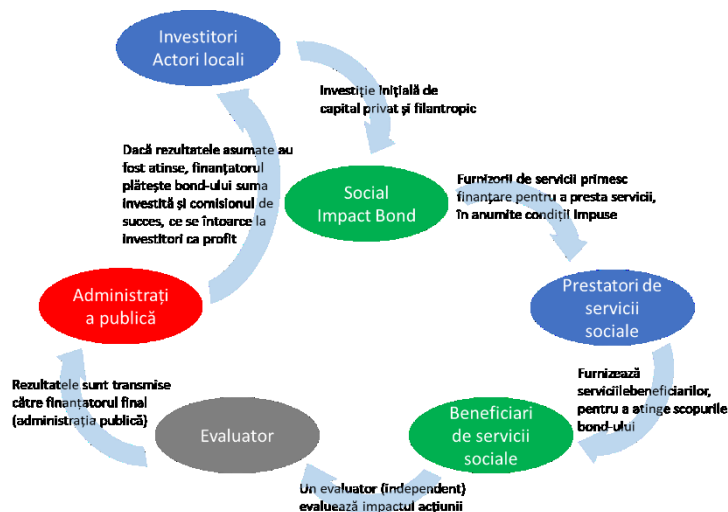 Investitori
Actori locali
Investiție inițială de
capital privat și filantropic
Dacă rezultatele asumate au
fost atinse, finanțatorul
plătește bond-ului suma
investită și comisionul de
succes, ce se întoarce la
investitori ca profit
Social
Impact Bond
Furnizorii de servicii primesc
finanțare pentru a presta servicii,
în anumite condiții impuse
Administrați
a publică
Prestatori de
servicii
sociale
Rezultatele sunt transmise
către finanțatorul final
(administrația publică)
Evaluator
Beneficiari
de servicii
sociale
Furnizează
serviciilebeneficiarilor,
pentru a atinge scopurile
bond-ului
Un evaluator (independent)
evaluează impactul acțiunii